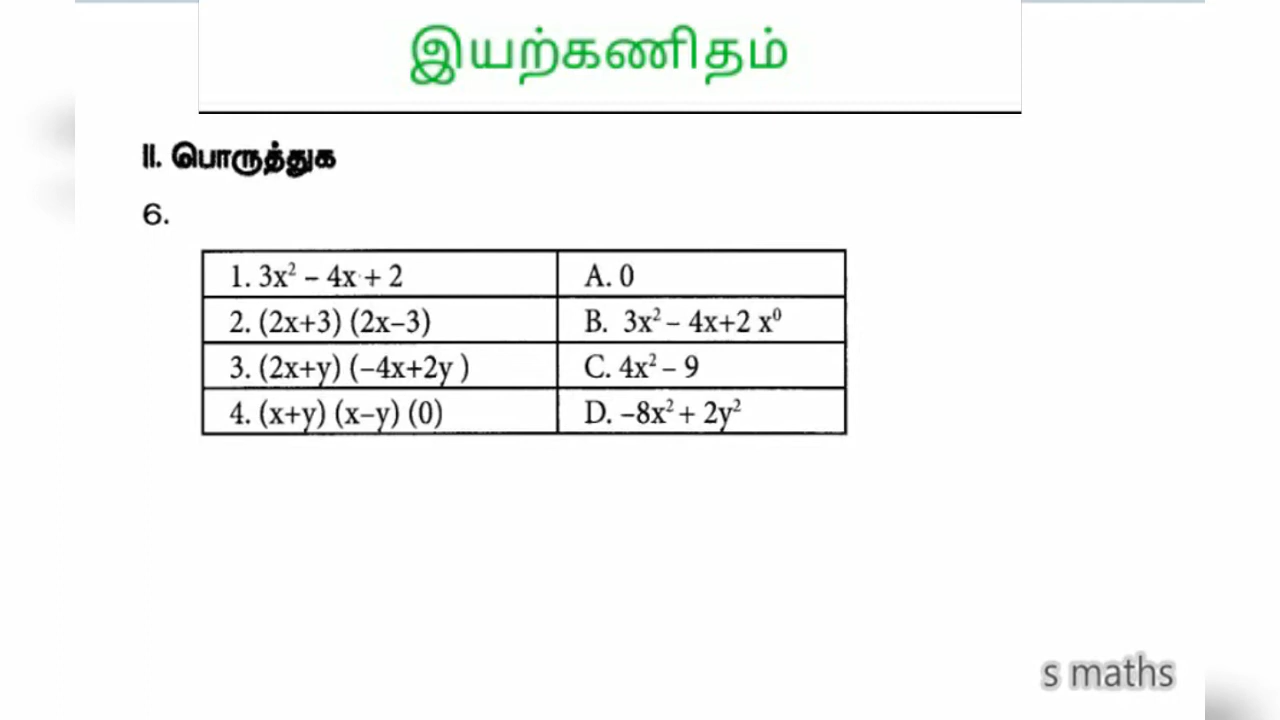 இயற்கணிதம்
II. பொருத்துக
6.
1. 3x² – 4x + 2 A. 0
2. (2x+3) (2x–3) B. 3x² – 4x+2 x⁰
3. (2x+y) (–4x+2y ) C. 4x² – 9
4. (x+y) (x–y) (0) D. –8x² + 2y²
s maths